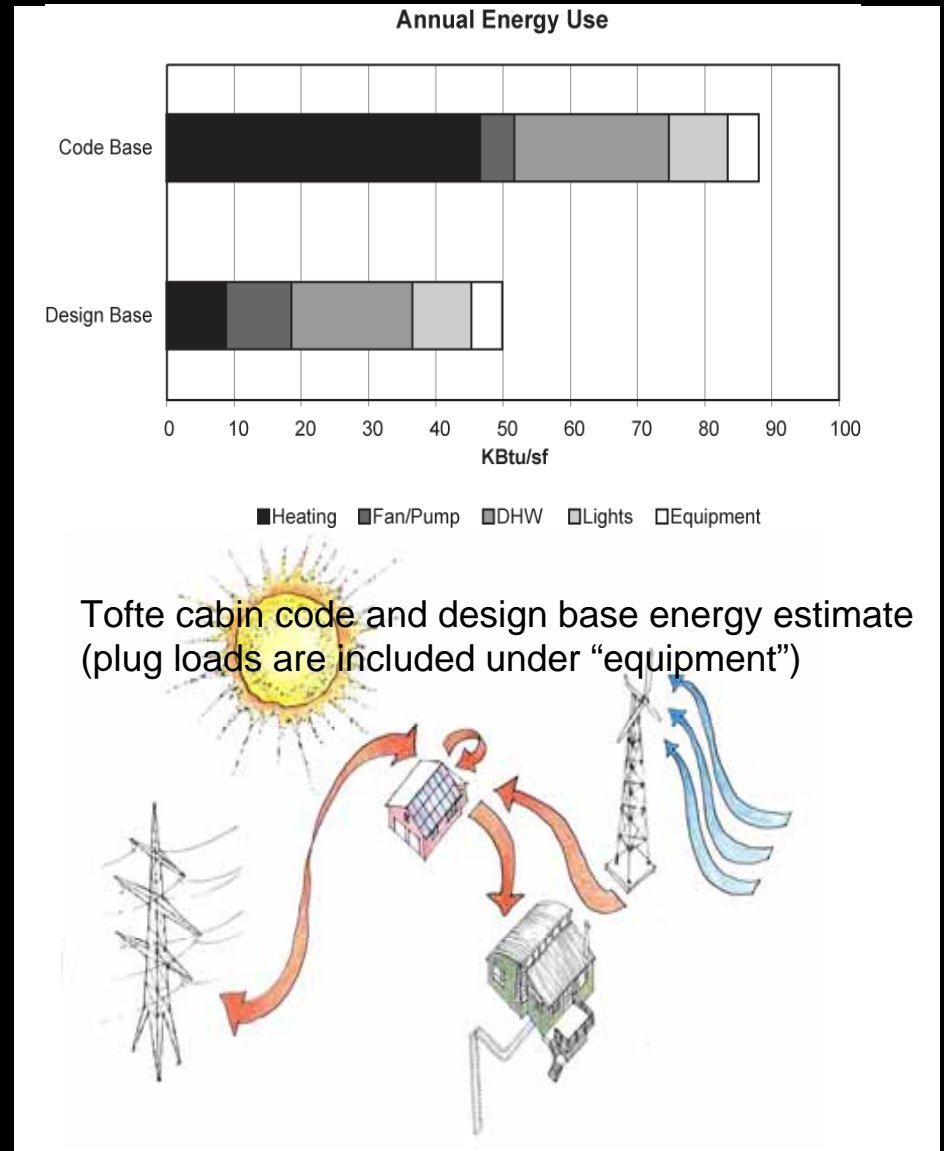 Annual Energy Use
Code Base
Design Base
0 10 20 30 40 50 60 70 80 90 100
KBtu/sf
Heating Fan/Pump DHW Lights Equipment
Tofte cabin code and design base energy estimate
(plug loads are included under “equipment”)